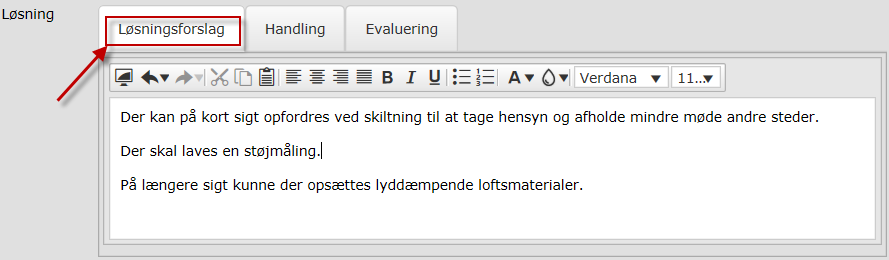 Løsning
Løsningsforslag Handling Evaluering
B I U A Verdana 11...
Der kan på kort sigt opfordres ved skiltning til at tage hensyn og afholde mindre møde andre steder.
Der skal laves en støjmåling.
På længere sigt kunne der opsættes lyddæmpende loftsmaterialer.